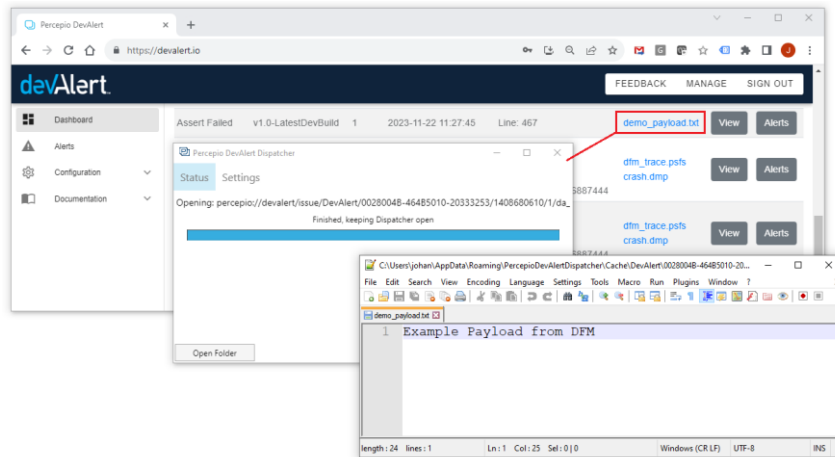 Percepio DevAlert
https://devalert.io
J
devAlert.
FEEDBACK MANAGE SIGN OUT
Dashboard
Alerts
Configuration
Documentation
Assert Failed v1.0-LatestDevBuild 1 2023-11-22 11:27:45 Line: 467 demo_payload.txt View Alerts
dfm_trace.psfs
crash.dmp
View Alerts
6887444
dfm_trace.psfs
crash.dmp
View Alerts
Percepio DevAlert Dispatcher
Status Settings
Opening: percepio://devalert/issue/DevAlert/0028004B-464B5010-20333253/1408680610/1/da_
Finished, keeping Dispatcher open
Open Folder
C:\Users\johan\AppData\Roaming\PercepioDevAlertDispatcher\Cache\DevAlert\0028004B-464B5010-20...
File Edit Search View Encoding Language Settings Tools Macro Run Plugins Window ?
demo_payload.txt
1 Example Payload from DFM
length : 24 lines : 1 Ln : 1 Col : 25 Sel : 0 | 0 Windows (CR LF) UTF-8 INS